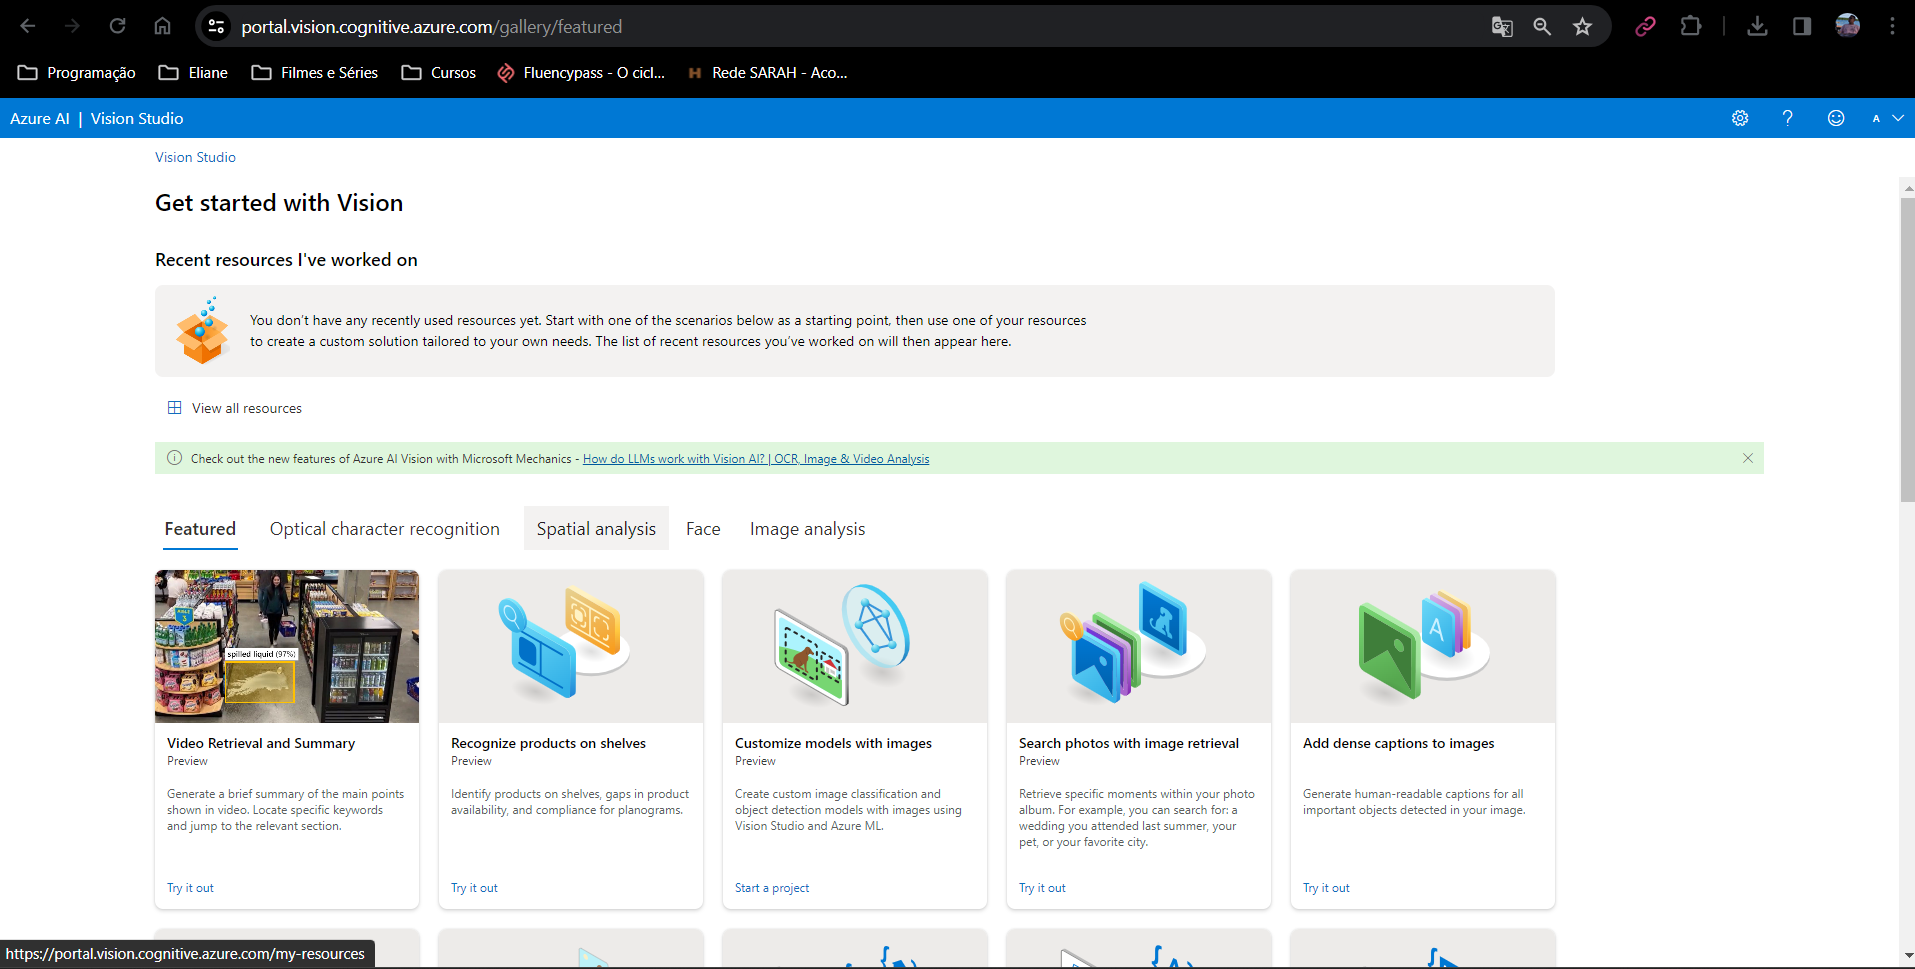 portal.vision.cognitive.azure.com/gallery/featured
Programação Eliane Filmes e Séries Cursos Fluencypass - O cicl... Rede SARAH - Aco...
Azure AI | Vision Studio
A
Vision Studio
Get started with Vision
Recent resources I've worked on
You don't have any recently used resources yet. Start with one of the scenarios below as a starting point, then use one of your resources
to create a custom solution tailored to your own needs. The list of recent resources you've worked on will then appear here.
View all resources
Check out the new features of Azure AI Vision with Microsoft Mechanics - How do LLMs work with Vision AI? | OCR, Image & Video Analysis
Featured Optical character recognition Spatial analysis Face Image analysis
spilled liquid (97%)
A
Video Retrieval and Summary
Preview
Generate a brief summary of the main points
shown in video. Locate specific keywords
and jump to the relevant section.
Try it out
Recognize products on shelves
Preview
Identify products on shelves, gaps in product
availability, and compliance for planograms.
Try it out
Customize models with images
Preview
Create custom image classification and
object detection models with images using
Vision Studio and Azure ML.
Start a project
Search photos with image retrieval
Preview
Retrieve specific moments within your photo
album. For example, you can search for: a
wedding you attended last summer, your
pet, or your favorite city.
Try it out
Add dense captions to images
Generate human-readable captions for all
important objects detected in your image.
Try it out
https://portal.vision.cognitive.azure.com/my-resources